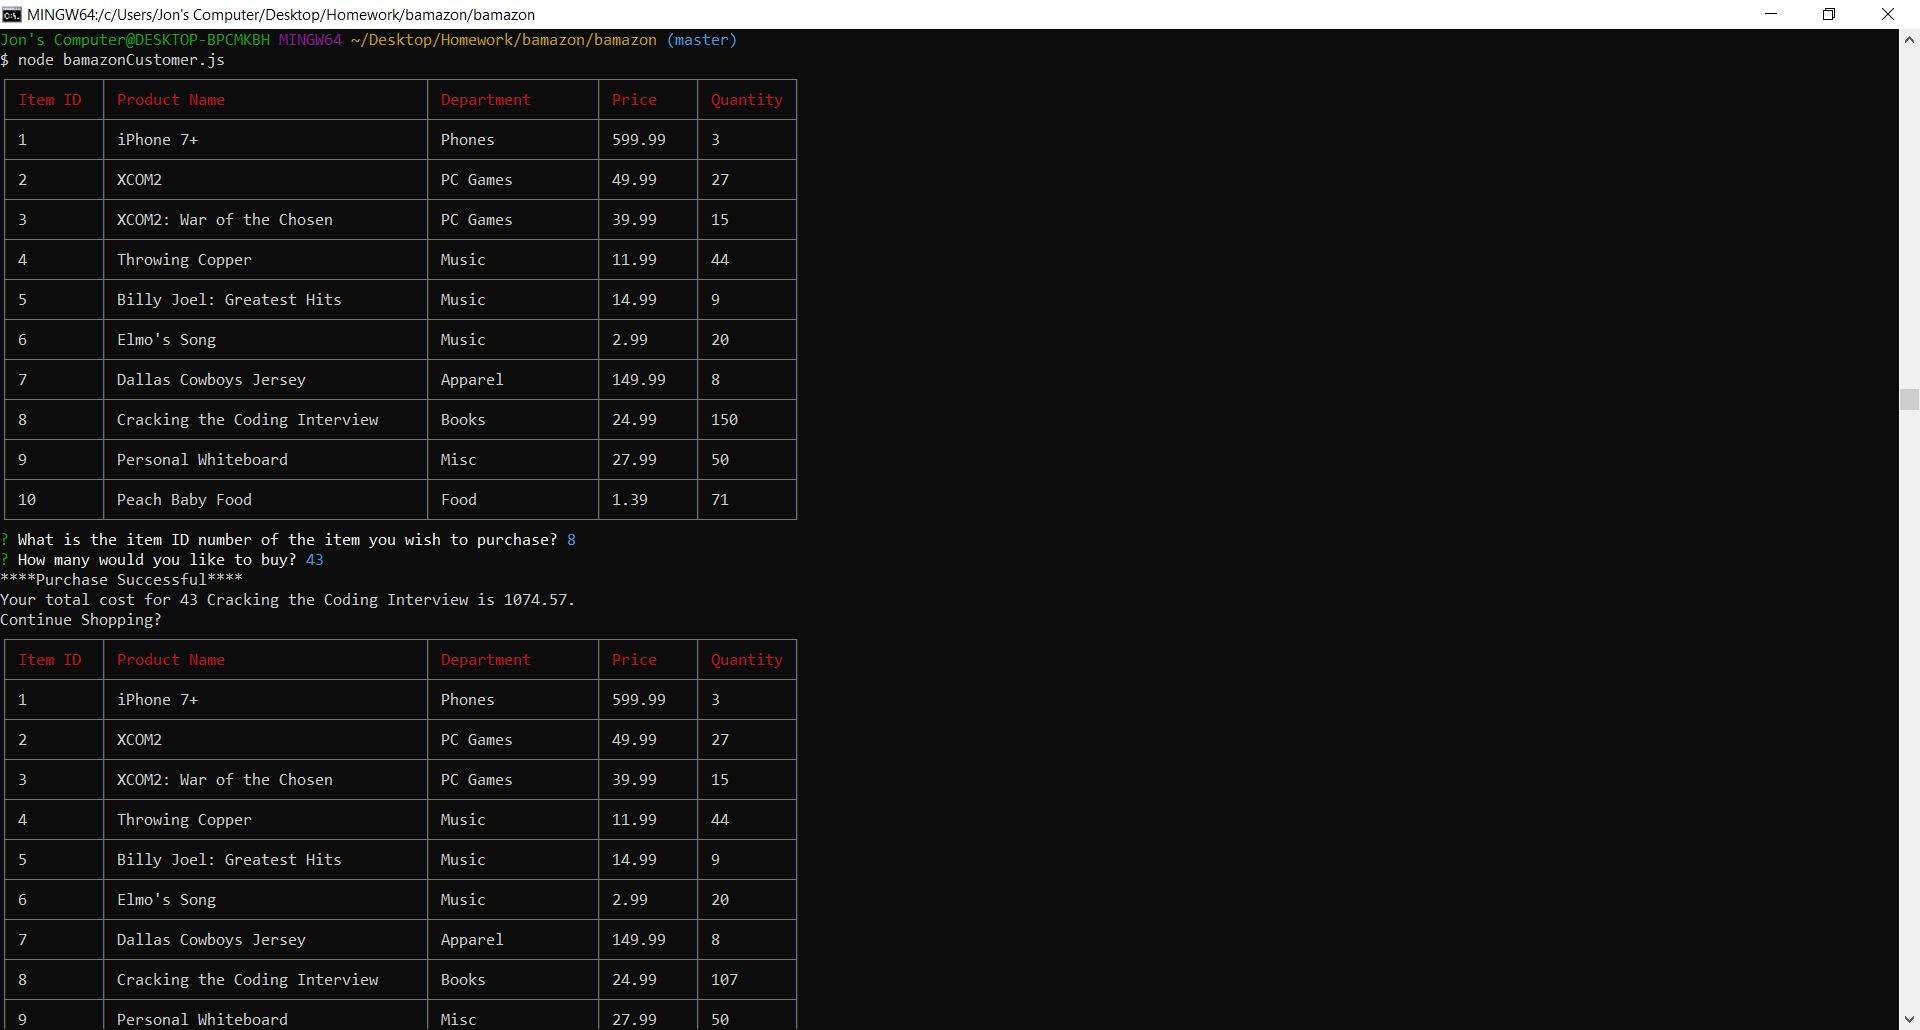 MINGW64:/c/Users/Jon's Computer/Desktop/Homework/bamazon/bamazon
Jon's Computer@DESKTOP-BPCMKBH MINGW64 ~/Desktop/Homework/bamazon/bamazon (master)
$ node bamazonCustomer.js
Item ID Product Name Department Price Quantity
1 iPhone 7+ Phones 599.99 3
2 XCOM2 PC Games 49.99 27
3 XCOM2: War of the Chosen PC Games 39.99 15
4 Throwing Copper Music 11.99 44
5 Billy Joel: Greatest Hits Music 14.99 9
6 Elmo's Song Music 2.99 20
7 Dallas Cowboys Jersey Apparel 149.99 8
8 Cracking the Coding Interview Books 24.99 150
9 Personal Whiteboard Misc 27.99 50
10 Peach Baby Food Food 1.39 71
? What is the item ID number of the item you wish to purchase? 8
? How many would you like to buy? 43
****Purchase Successful****
Your total cost for 43 Cracking the Coding Interview is 1074.57.
Continue Shopping?
Item ID Product Name Department Price Quantity
1 iPhone 7+ Phones 599.99 3
2 XCOM2 PC Games 49.99 27
3 XCOM2: War of the Chosen PC Games 39.99 15
4 Throwing Copper Music 11.99 44
5 Billy Joel: Greatest Hits Music 14.99 9
6 Elmo's Song Music 2.99 20
7 Dallas Cowboys Jersey Apparel 149.99 8
8 Cracking the Coding Interview Books 24.99 107
9 Personal Whiteboard Misc 27.99 50